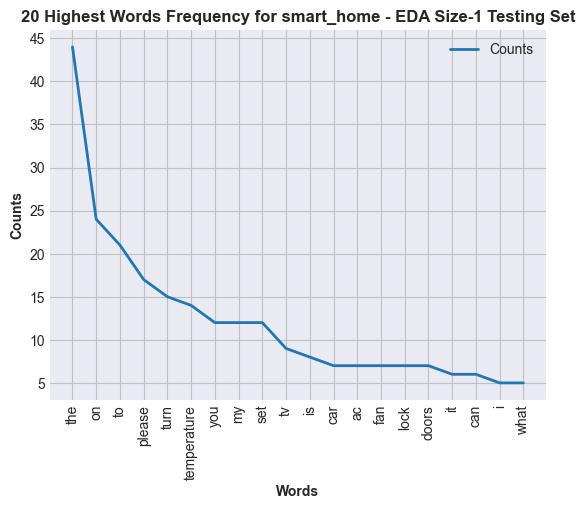 20 Highest Words Frequency for smart_home - EDA Size-1 Testing Set
Counts
45
40
35
30
25
20
15
10
5
Counts
the
on
to
please
turn
temperature
you
my
set
tv
is
car
ac
fan
lock
doors
it
can
i
what
Words